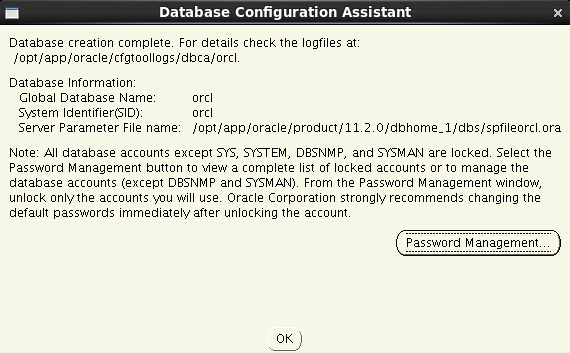 Database Configuration Assistant
Database creation complete. For details check the logfiles at:
/opt/app/oracle/cfgtoollogs/dbca/orcl.
Database Information:
Global Database Name: orcl
System Identifier(SID): orcl
Server Parameter File name: /opt/app/oracle/product/11.2.0/dbhome_1/dbs/spfileorcl.ora
Note: All database accounts except SYS, SYSTEM, DBSNMP, and SYSMAN are locked. Select the
Password Management button to view a complete list of locked accounts or to manage the
database accounts (except DBSNMP and SYSMAN). From the Password Management window,
unlock only the accounts you will use. Oracle Corporation strongly recommends changing the
default passwords immediately after unlocking the account.
Password Management...
OK